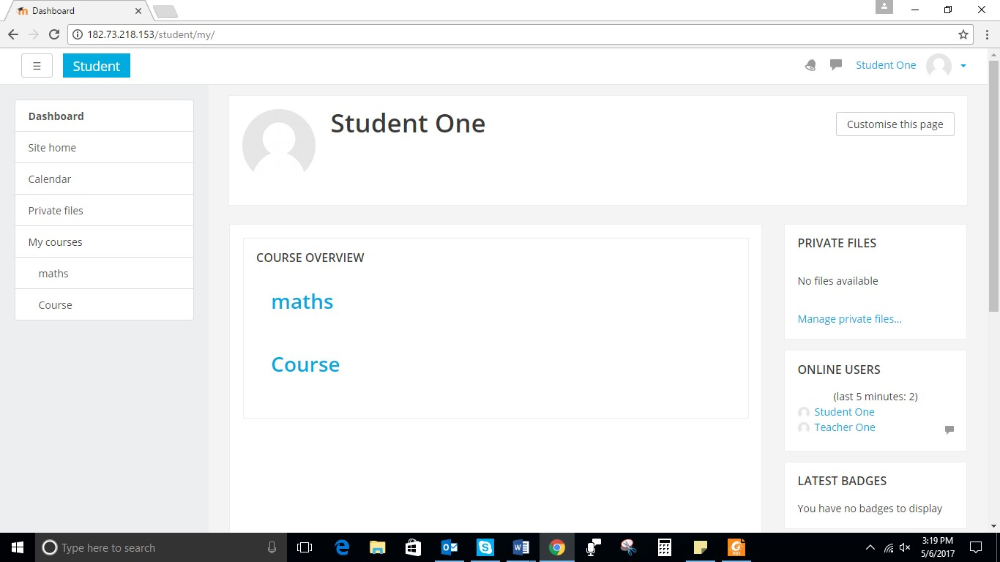 Dashboard
182.73.218.153/student/my/
Student
Student One
Dashboard
Site home
Calendar
Private files
My courses
maths
Course
Student One
Customise this page
COURSE OVERVIEW
maths
Course
PRIVATE FILES
No files available
Manage private files...
ONLINE USERS
(last 5 minutes: 2)
Student One
Teacher One
LATEST BADGES
You have no badges to display
Type here to search
3:19 PM
5/6/2017